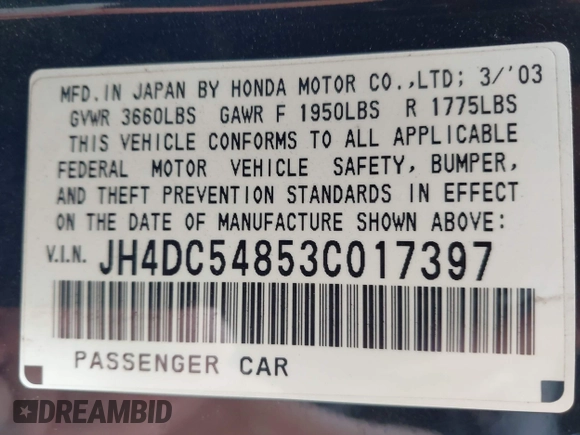 MFD. IN JAPAN BY HONDA MOTOR CO.,LTD; 3/'03
GVWR 3660LBS GAWR F 1950LBS R 1775LBS
THIS VEHICLE CONFORMS TO ALL APPLICABLE
FEDERAL MOTOR VEHICLE SAFETY, BUMPER,
AND THEFT PREVENTION STANDARDS IN EFFECT
ON THE DATE OF MANUFACTURE SHOWN ABOVE:
V.I.N. JH4DC54853C017397
PASSENGER CAR
DREAMBID